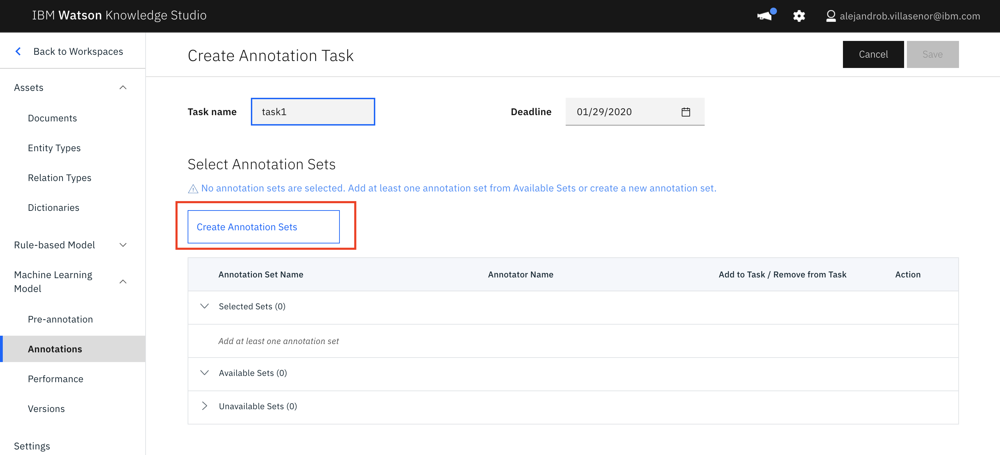 IBM Watson Knowledge Studio
alejandrob.villasenor@ibm.com
Back to Workspaces
Create Annotation Task
Cancel
Save
Assets
Documents
Entity Types
Relation Types
Dictionaries
Rule-based Model
Machine Learning
Model
Pre-annotation
Annotations
Performance
Versions
Settings
Task name
task1
Deadline
01/29/2020
Select Annotation Sets
No annotation sets are selected. Add at least one annotation set from Available Sets or create a new annotation set.
Create Annotation Sets
Annotation Set Name Annotator Name Add to Task / Remove from Task Action
Selected Sets (0)
Add at least one annotation set
Available Sets (0)
Unavailable Sets (0)